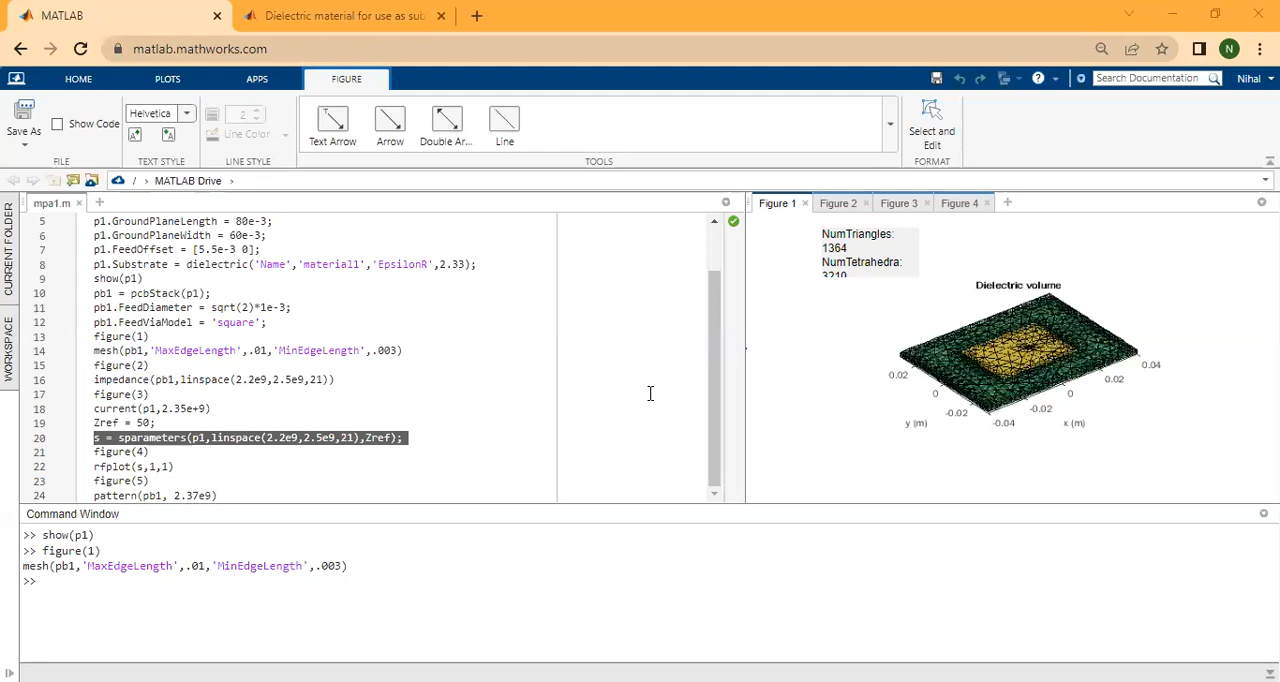 MATLAB
Dielectric material for use as sub
matlab.mathworks.com
N
HOME
PLOTS
APPS
FIGURE
Search Documentation
Nihal
Save As
Show Code
Helvetica
2
Line Color
Text Arrow
Arrow
Double Ar...
Line
Select and
Edit
FILE
TEXT STYLE
LINE STYLE
TOOLS
FORMAT
/ › MATLAB Drive ›
CURRENT FOLDER
WORKSPACE
mpa1.m
5 p1.GroundPlaneLength = 80e-3;
6 p1.GroundPlaneWidth = 60e-3;
7 p1.FeedOffset = [5.5e-3 0];
8 p1.Substrate = dielectric('Name','material1','EpsilonR',2.33);
9 show(p1)
10 pb1 = pcbStack(p1);
11 pb1.FeedDiameter = sqrt(2)*1e-3;
12 pb1.FeedViaModel = 'square';
13 figure(1)
14 mesh(pb1,'MaxEdgeLength',.01,'MinEdgeLength',.003)
15 figure(2)
16 impedance(pb1,linspace(2.2e9,2.5e9,21))
17 figure(3)
18 current(p1,2.35e+9)
19 Zref = 50;
20 s = sparameters(p1,linspace(2.2e9,2.5e9,21),Zref);
21 figure(4)
22 rfplot(s,1,1)
23 figure(5)
24 pattern(pb1, 2.37e9)
Figure 1
Figure 2
Figure 3
Figure 4
NumTriangles:
1364
NumTetrahedra:
3210
Dielectric volume
0.02
0
-0.02
-0.04
y (m)
0.04
0.02
0
-0.02
x (m)
Command Window
>> show(p1)
>> figure(1)
mesh(pb1,'MaxEdgeLength',.01,'MinEdgeLength',.003)
>>